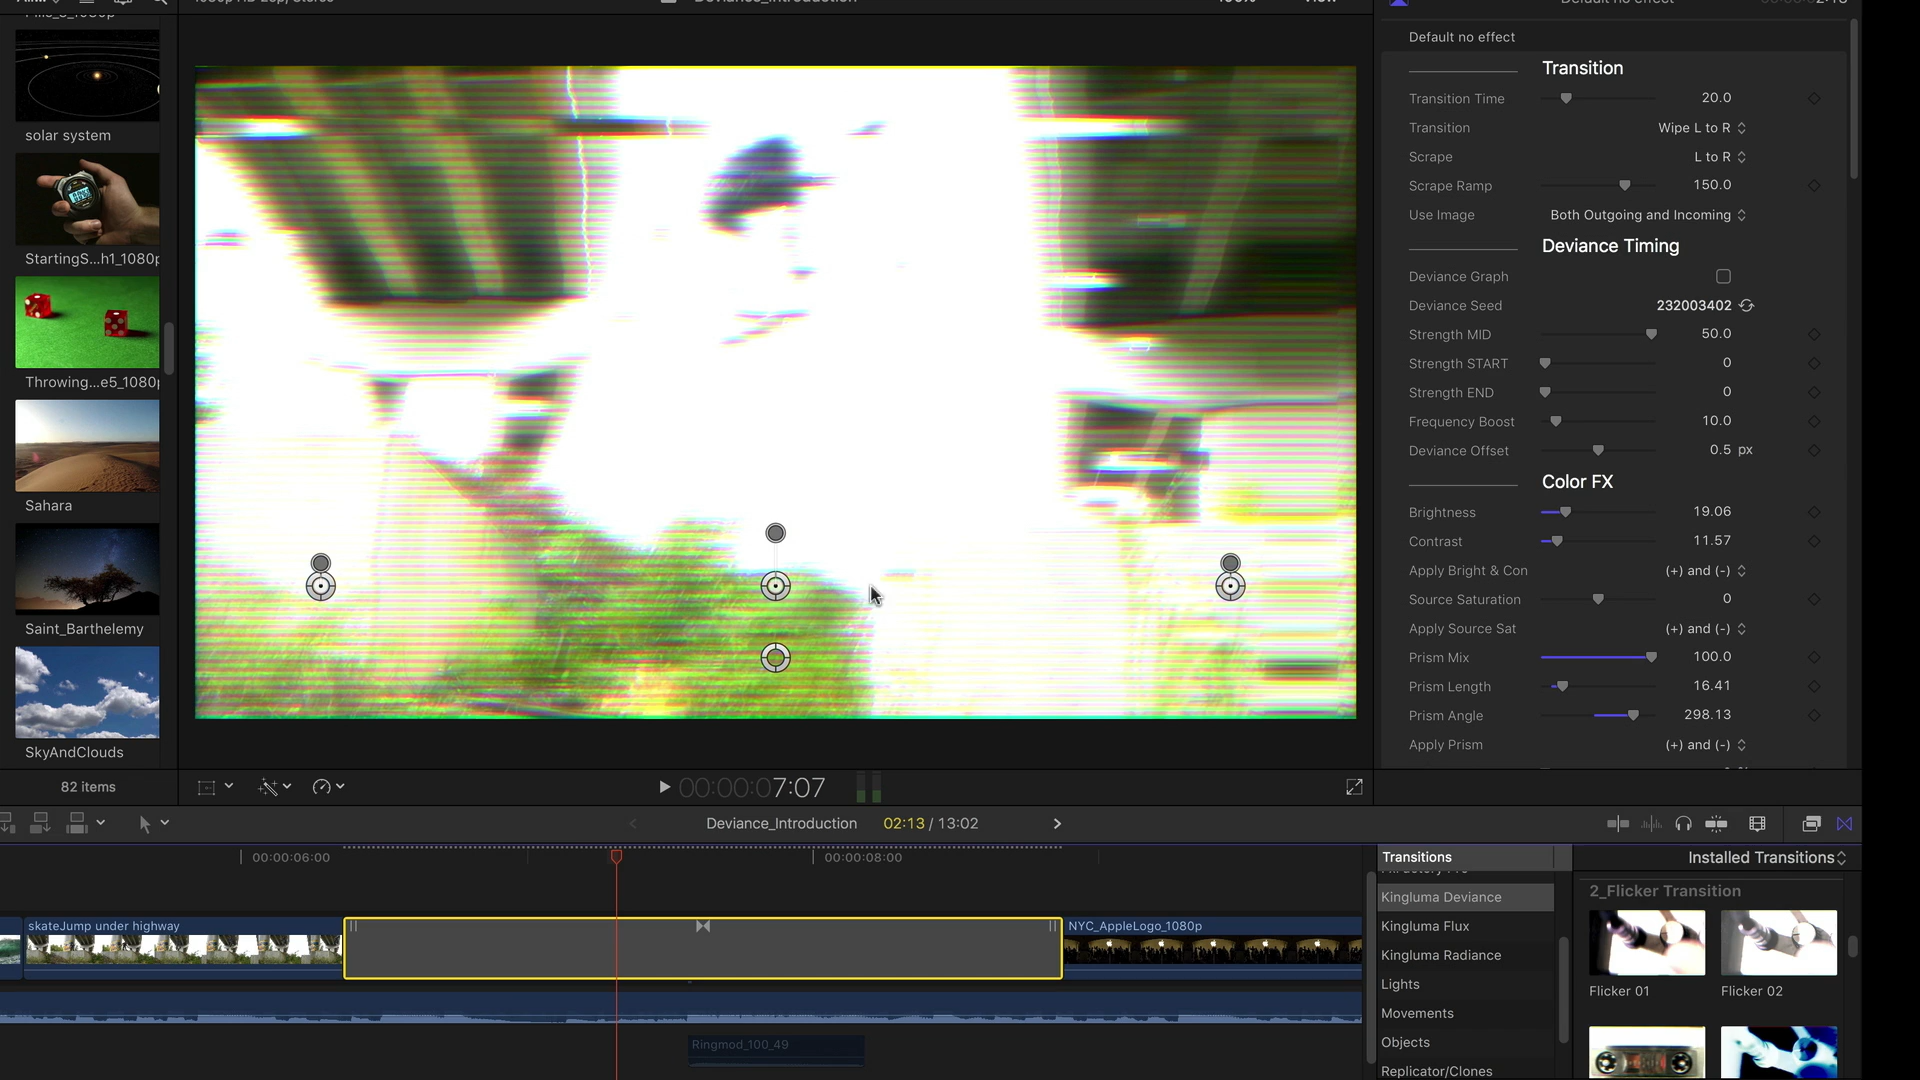 Deviance_Introduction
100%
View
Default no effect
Default no effect
solar system
StartingS...h1_1080p
Throwing...e5_1080p
Sahara
Saint_Barthelemy
SkyAndClouds
82 items
Transition
Transition Time 20.0
Transition Wipe L to R
Scrape L to R
Scrape Ramp 150.0
Use Image Both Outgoing and Incoming
Deviance Timing
Deviance Graph
Deviance Seed 232003402
Strength MID 50.0
Strength START 0
Strength END 0
Frequency Boost 10.0
Deviance Offset 0.5 px
Color FX
Brightness 19.06
Contrast 11.57
Apply Bright & Con (+) and (-)
Source Saturation 0
Apply Source Sat (+) and (-)
Prism Mix 100.0
Prism Length 16.41
Prism Angle 298.13
Apply Prism (+) and (-)
00:00:07:07
Deviance_Introduction 02:13 / 13:02
00:00:06:00
00:00:08:00
skateJump under highway
NYC_AppleLogo_1080p
Ringmod_100_49
Transitions
Installed Transitions
Kingluma Deviance
Kingluma Flux
Kingluma Radiance
Lights
Movements
Objects
Replicator/Clones
2_Flicker Transition
Flicker 01
Flicker 02